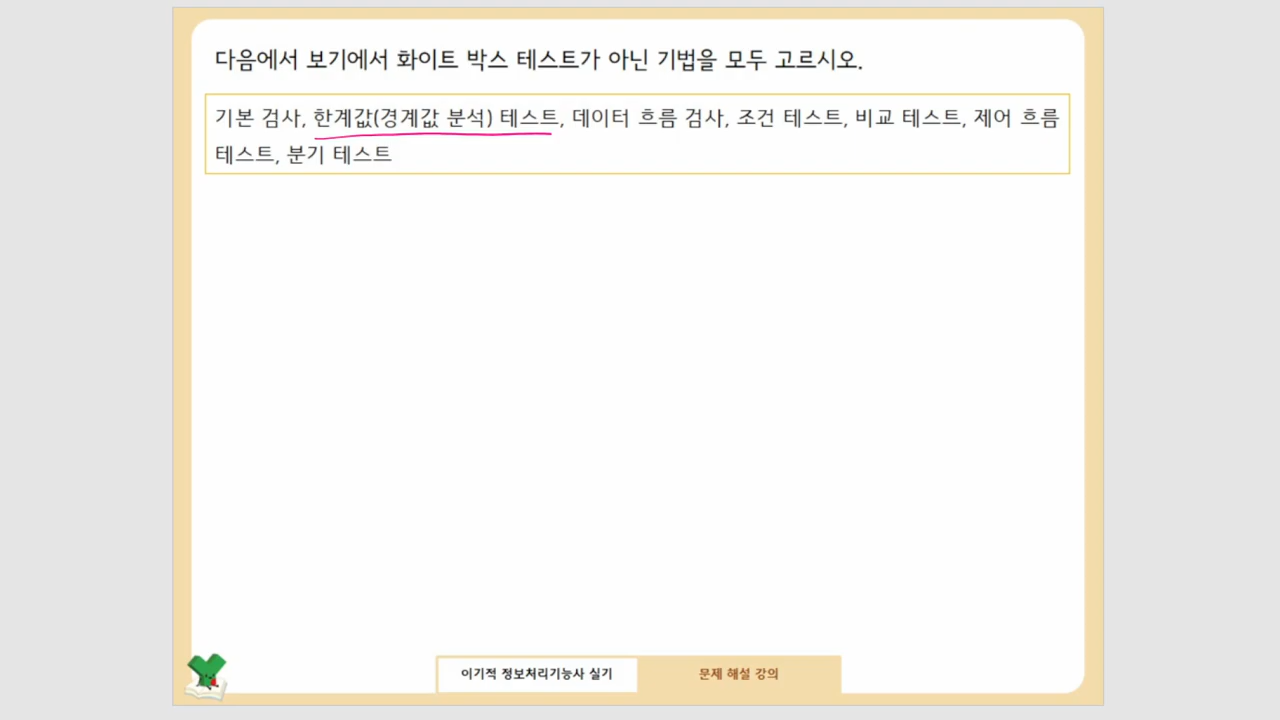 다음에서 보기에서 화이트 박스 테스트가 아닌 기법을 모두 고르시오.
기본 검사, 한계값(경계값 분석) 테스트, 데이터 흐름 검사, 조건 테스트, 비교 테스트, 제어 흐름
테스트, 분기 테스트
이기적 정보처리기능사 실기
문제 해설 강의